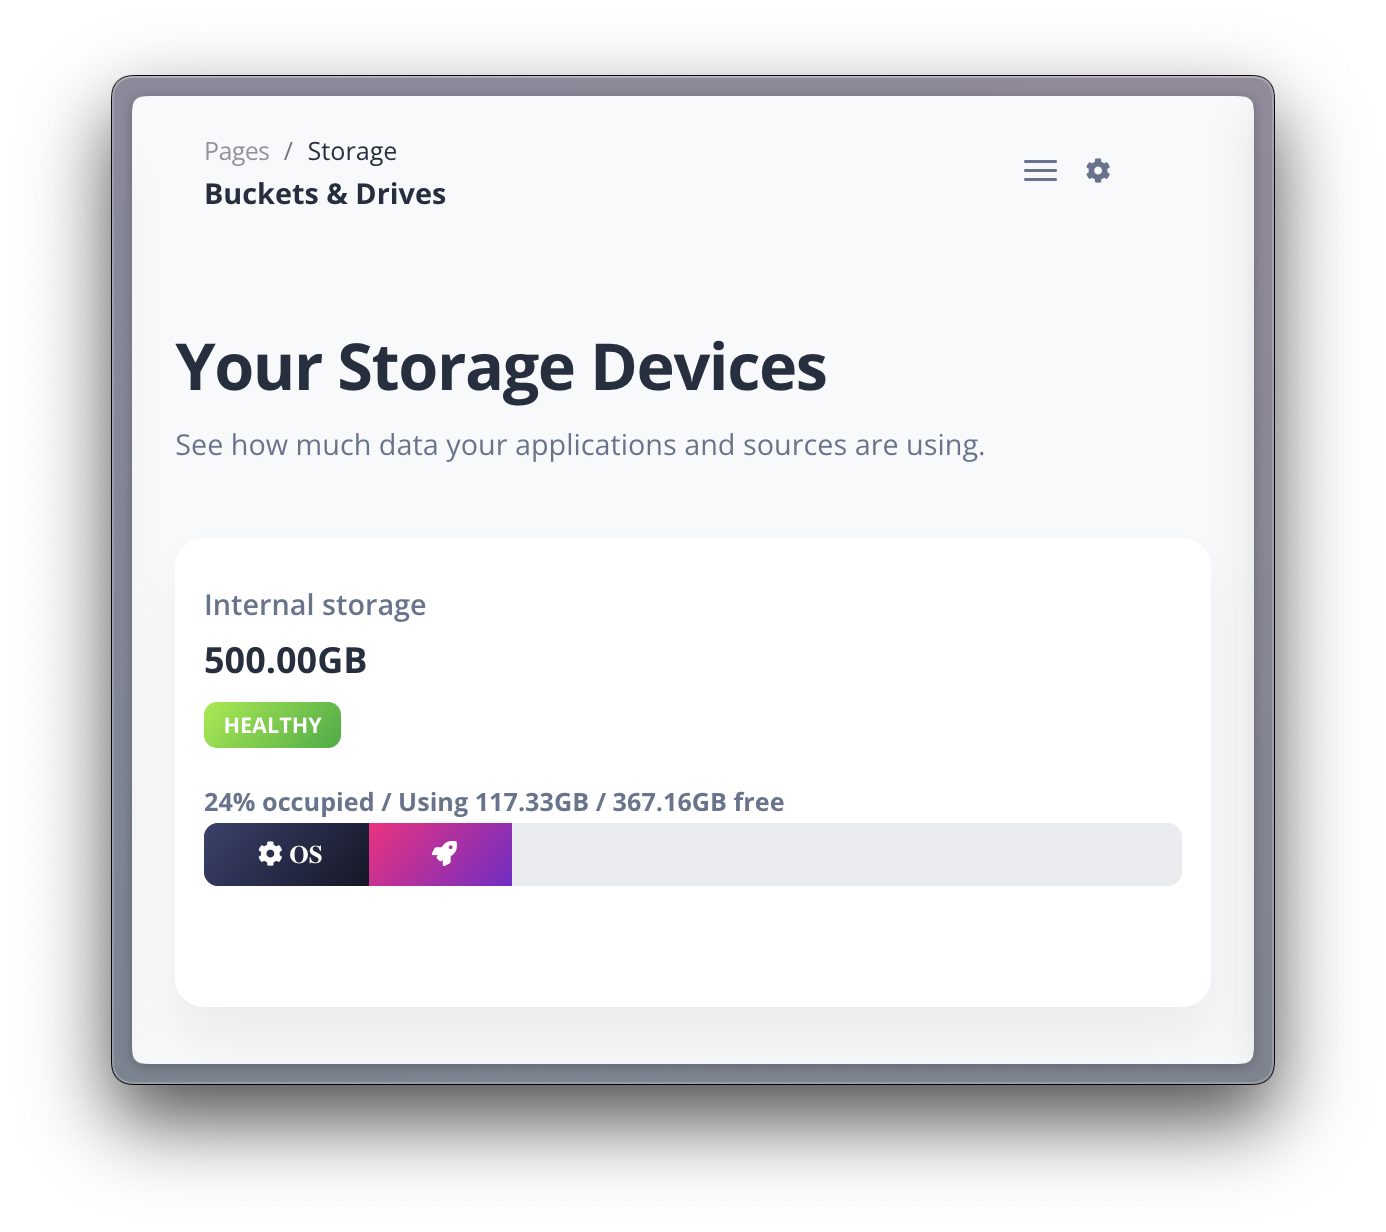 Pages / Storage
Buckets & Drives
Your Storage Devices
See how much data your applications and sources are using.
Internal storage
500.00GB
HEALTHY
24% occupied / Using 117.33GB / 367.16GB free
OS